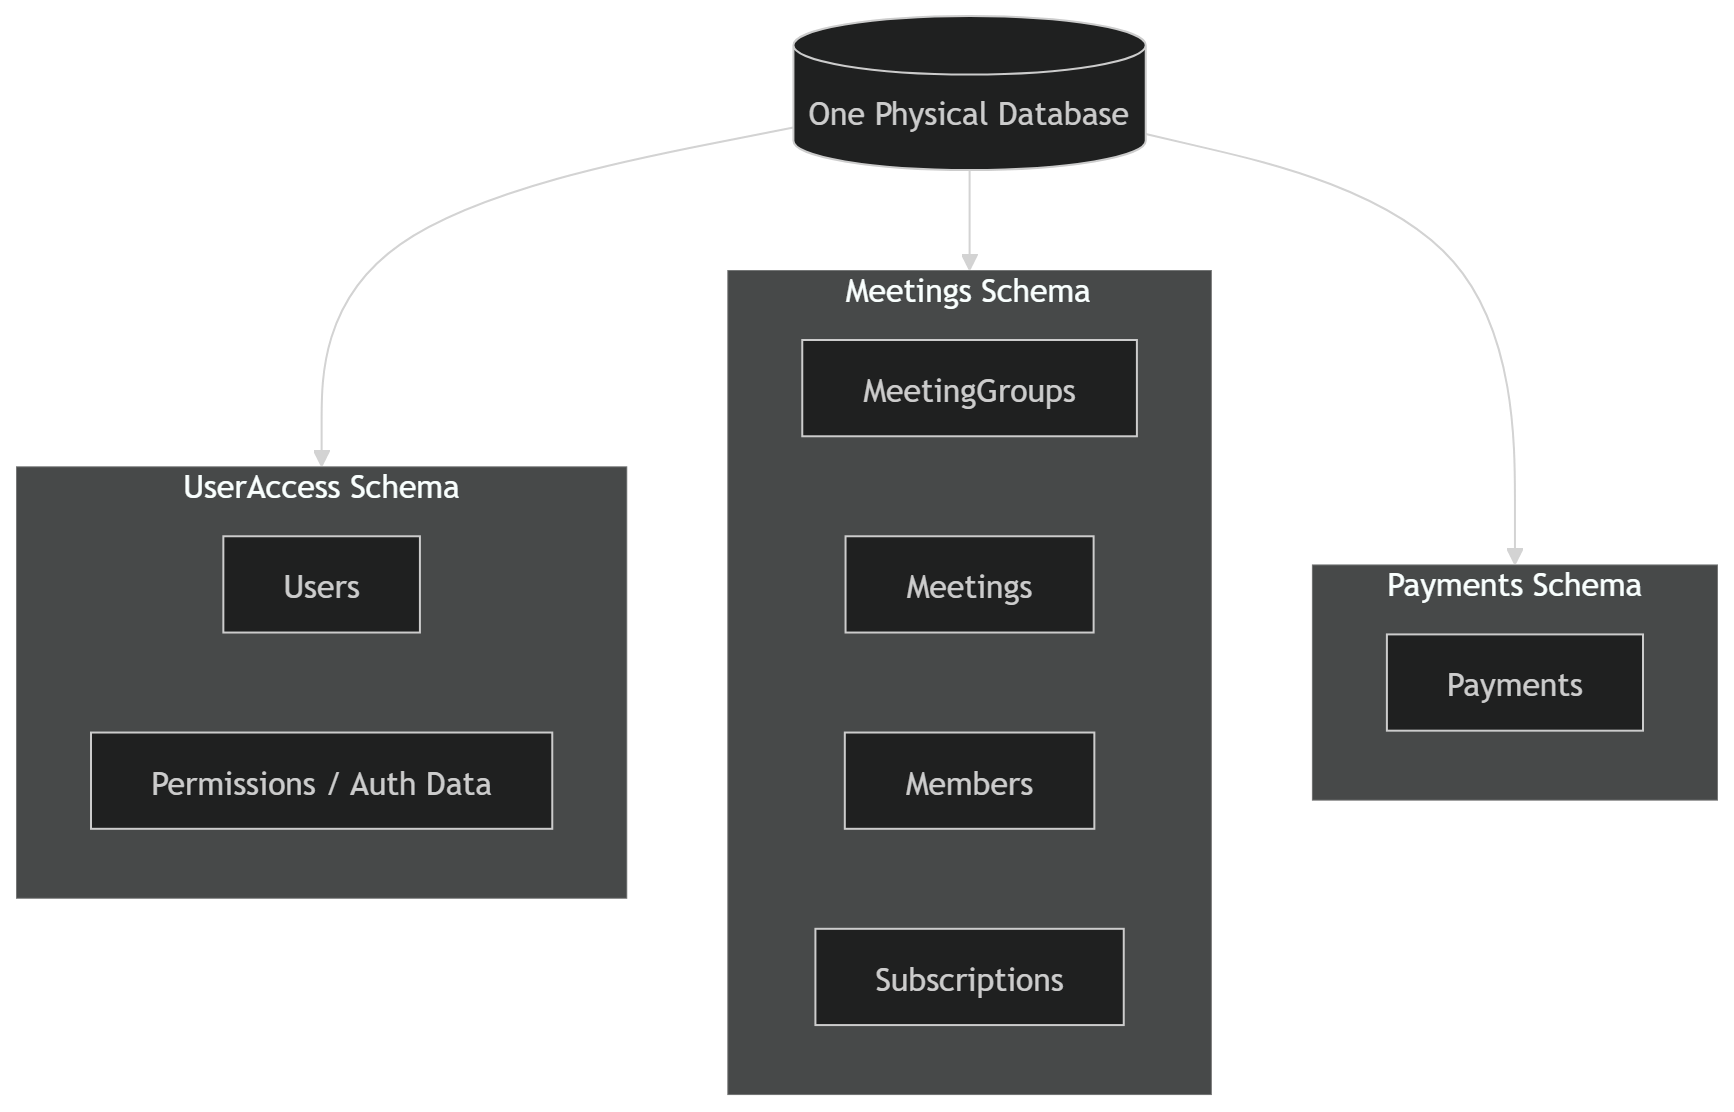 One Physical Database
UserAccess Schema
Users
Permissions / Auth Data
Meetings Schema
MeetingGroups
Meetings
Members
Subscriptions
Payments Schema
Payments